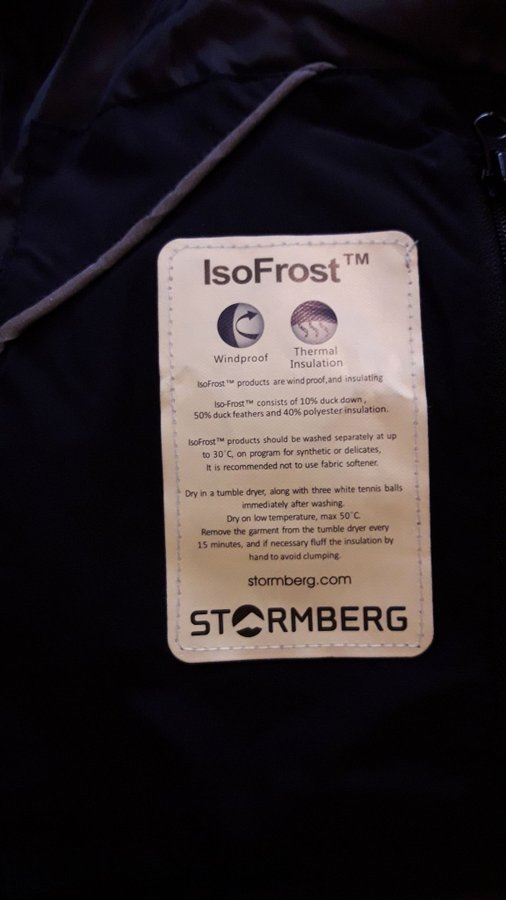 IsoFrost™
Windproof
Thermal
Insulation
IsoFrost™ products are windproof,and insulating
Iso-Frost™ consists of 10% duck down,
50% duck feathers and 40% polyester insulation.
IsoFrost™ products should be washed separately at up
to 30°C, on program for synthetic or delicates,
It is recommended not to use fabric softener.
Dry in a tumble dryer, along with three white tennis balls
immediately after washing.
Dry on low temperature, max 50°C.
Remove the garment from the tumble dryer every
15 minutes, and if necessary fluff the insulation by
hand to avoid clumping.
stormberg.com
STORMBERG